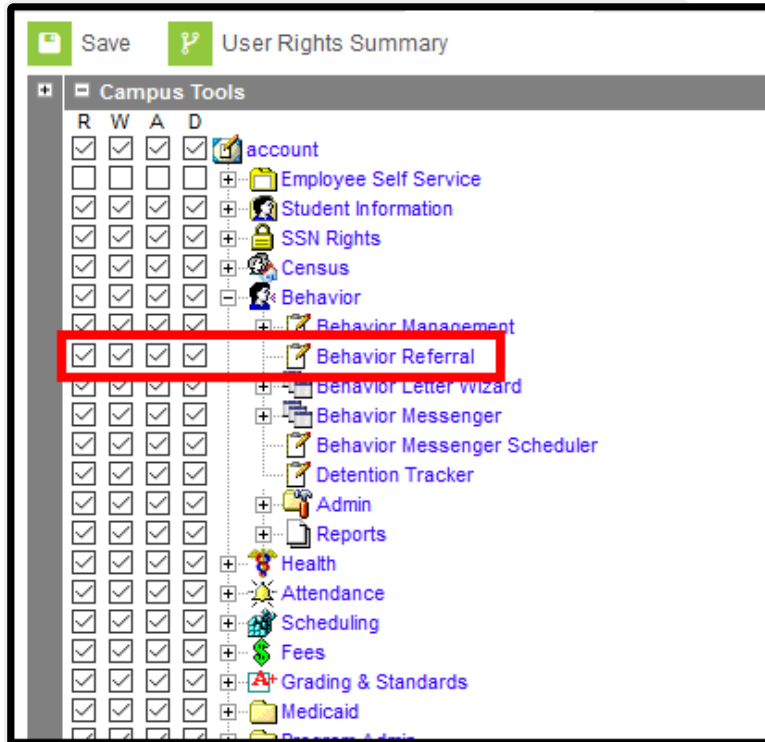 Save User Rights Summary
Campus Tools
R W A D
account
Employee Self Service
Student Information
SSN Rights
Census
Behavior
Behavior Management
Behavior Referral
Behavior Letter Wizard
Behavior Messenger
Behavior Messenger Scheduler
Detention Tracker
Admin
Reports
Health
Attendance
Scheduling
Fees
A+ Grading & Standards
Medicaid
Program Admin